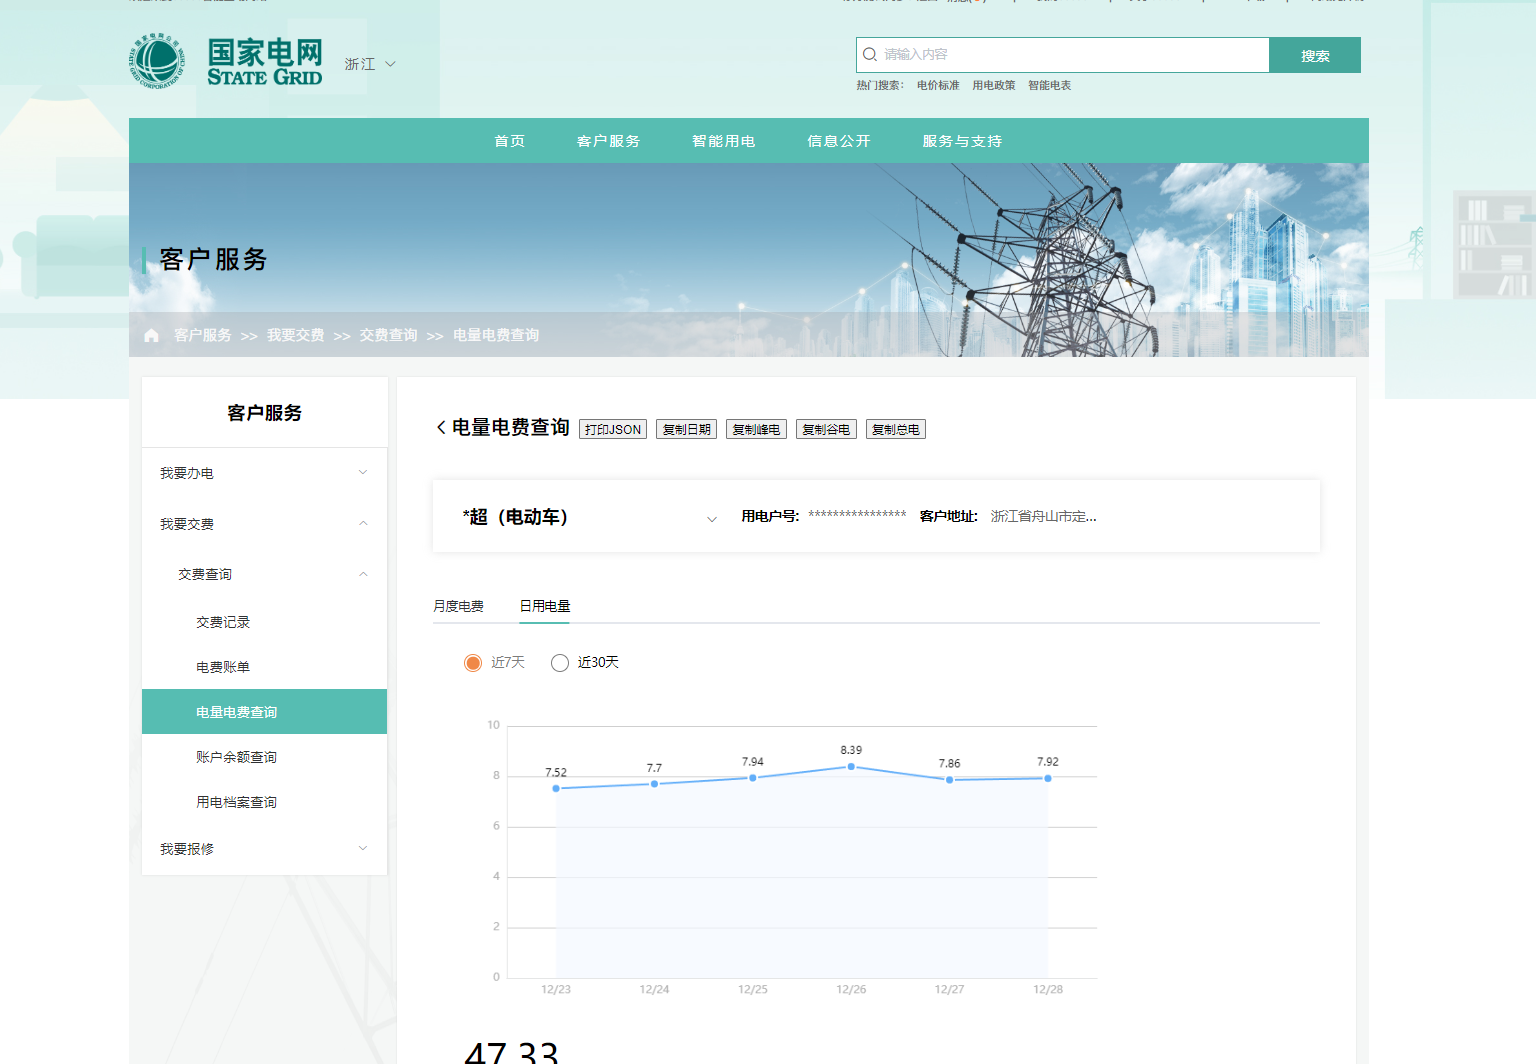 国家电网
STATE GRID
浙江
请输入内容
搜索
热门搜索： 电价标准 用电政策 智能电表
首页 客户服务 智能用电 信息公开 服务与支持
客户服务
客户服务 >> 我要交费 >> 交费查询 >> 电量电费查询
客户服务
我要办电
我要交费
交费查询
交费记录
电费账单
电量电费查询
账户余额查询
用电档案查询
我要报修
电量电费查询 打印JSON 复制日期 复制峰电 复制谷电 复制总电
*超（电动车） 用电户号: **************** 客户地址: 浙江省舟山市定...
月度电费 日用电量
近7天 近30天
10
8
6
4
2
0
7.52 7.7 7.94 8.39 7.86 7.92
12/23 12/24 12/25 12/26 12/27 12/28
47.33